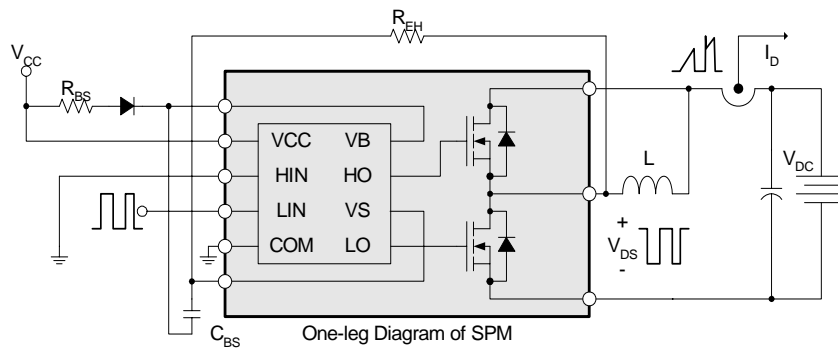 R_EH
V_CC
R_BS
I_D
VCC VB
HIN HO
LIN VS
COM LO
L
V_DC
+
V_DS
-
C_BS
One-leg Diagram of SPM